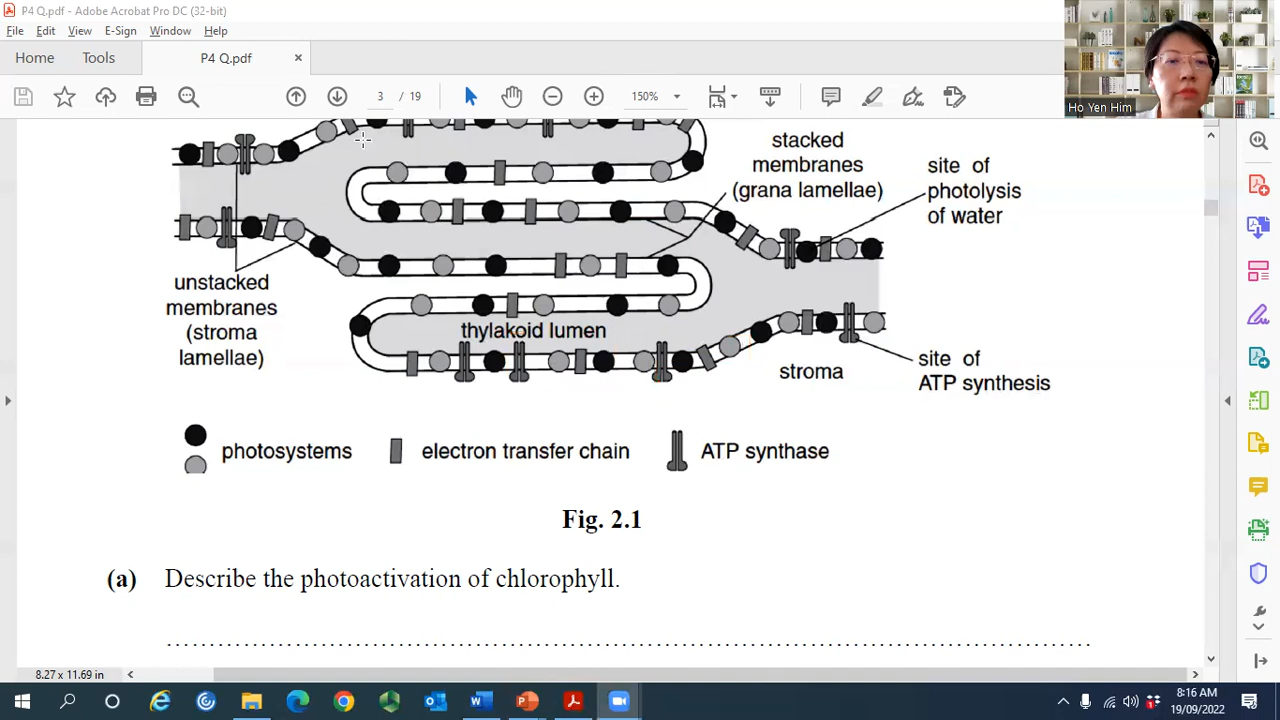 P4 Q.pdf - Adobe Acrobat Pro DC (32-bit)
File Edit View E-Sign Window Help
Home Tools P4 Q.pdf ×
3 / 19 150%
Ho Yen Him
stacked
membranes
(grana lamellae)
site of
photolysis
of water
unstacked
membranes
(stroma
lamellae)
thylakoid lumen
stroma
site of
ATP synthesis
photosystems electron transfer chain ATP synthase
Fig. 2.1
(a) Describe the photoactivation of chlorophyll.
8.27 x 11.69 in
8:16 AM
19/09/2022